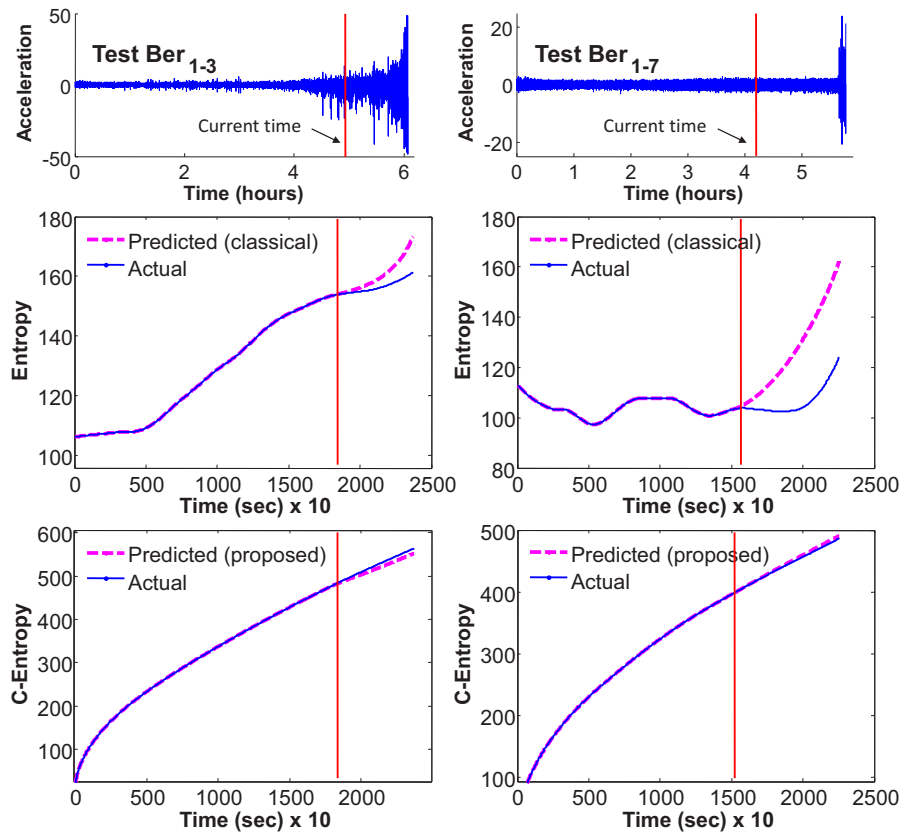 50
0
-50
Acceleration
Test Ber 1-3
Current time
0
2
4
6
Time (hours)
20
0
-20
Acceleration
Test Ber 1-7
Current time
0
1
2
3
4
5
Time (hours)
180
160
140
120
100
Entropy
Predicted (classical)
Actual
0
500
1000
1500
2000
2500
Time (sec) x 10
180
160
140
120
100
80
Entropy
Predicted (classical)
Actual
0
500
1000
1500
2000
2500
Time (sec) x 10
600
500
400
300
200
100
C-Entropy
Predicted (proposed)
Actual
0
500
1000
1500
2000
2500
Time (sec) x 10
500
400
300
200
100
C-Entropy
Predicted (proposed)
Actual
0
500
1000
1500
2000
2500
Time (sec) x 10